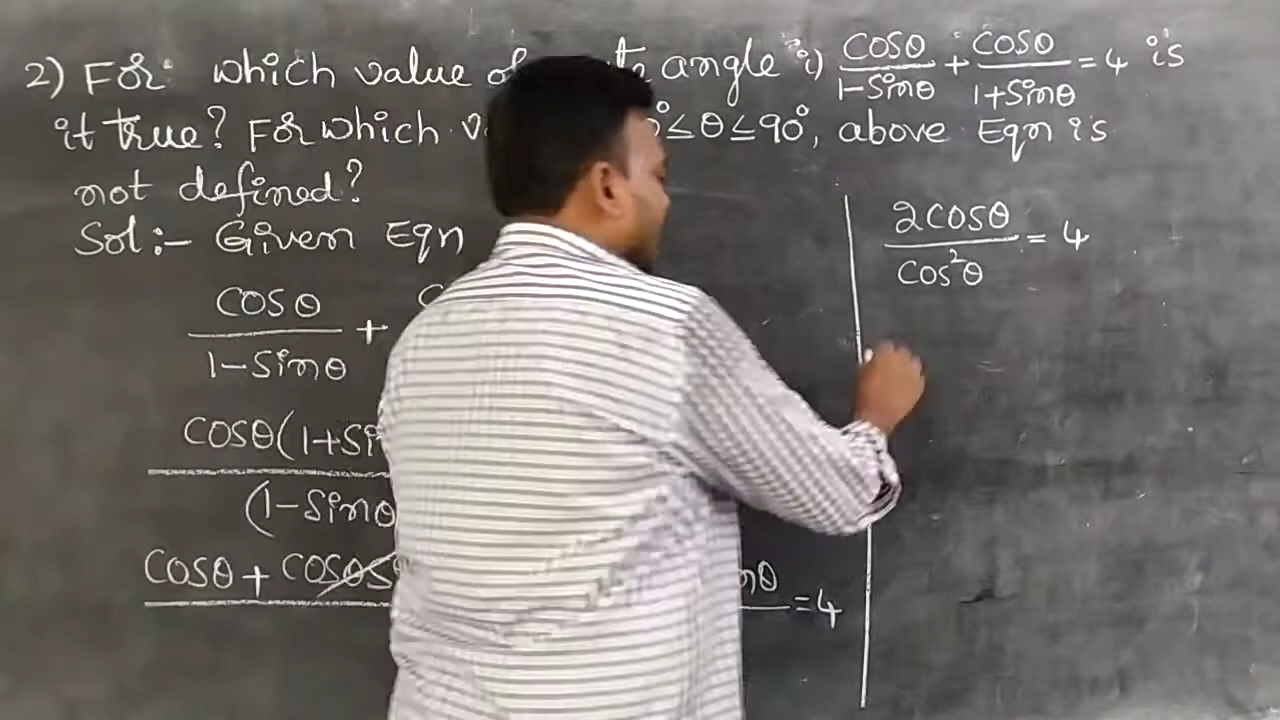 2) For which value of angle i) cosθ/1-sinθ + cosθ/1+sinθ = 4 is
it true? For which 0°≤θ≤90°, above Eqn is
not defined?
Sol:- Given Eqn
cosθ/1-sinθ +
cosθ(1+si
(1-sinθ
cosθ + cosθs nθ = 4
2cosθ/cos²θ = 4